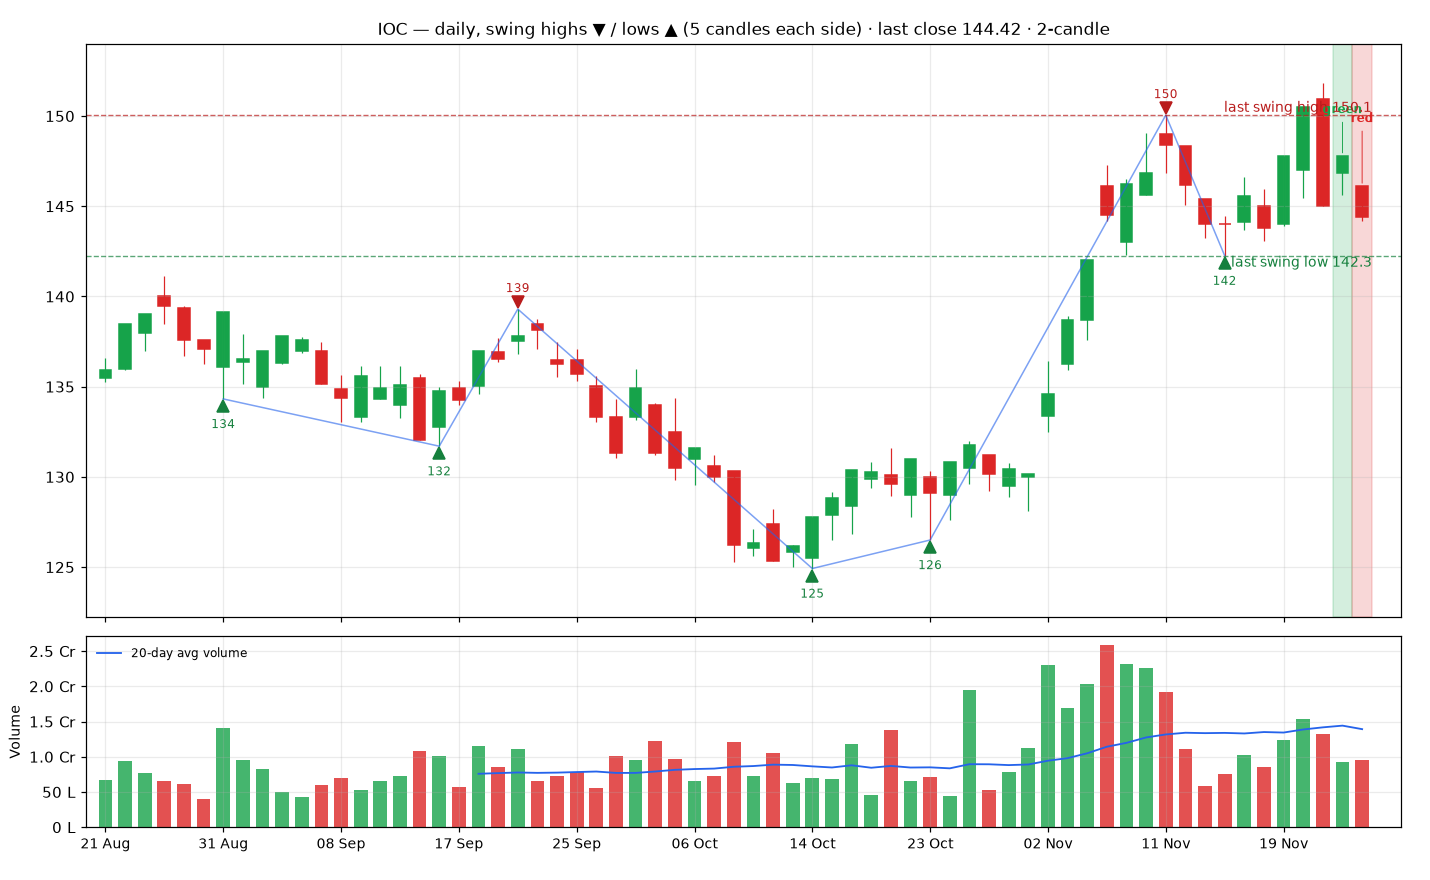 IOC — daily, swing highs ▼ / lows ▲ (5 candles each side) · last close 144.42 · 2-candle
150
145
140
135
130
125
134
132
139
125
126
150
142
last swing high 150.1
green
red
last swing low 142.3
Volume
2.5 Cr
2.0 Cr
1.5 Cr
1.0 Cr
50 L
0 L
20-day avg volume
21 Aug
31 Aug
08 Sep
17 Sep
25 Sep
06 Oct
14 Oct
23 Oct
02 Nov
11 Nov
19 Nov